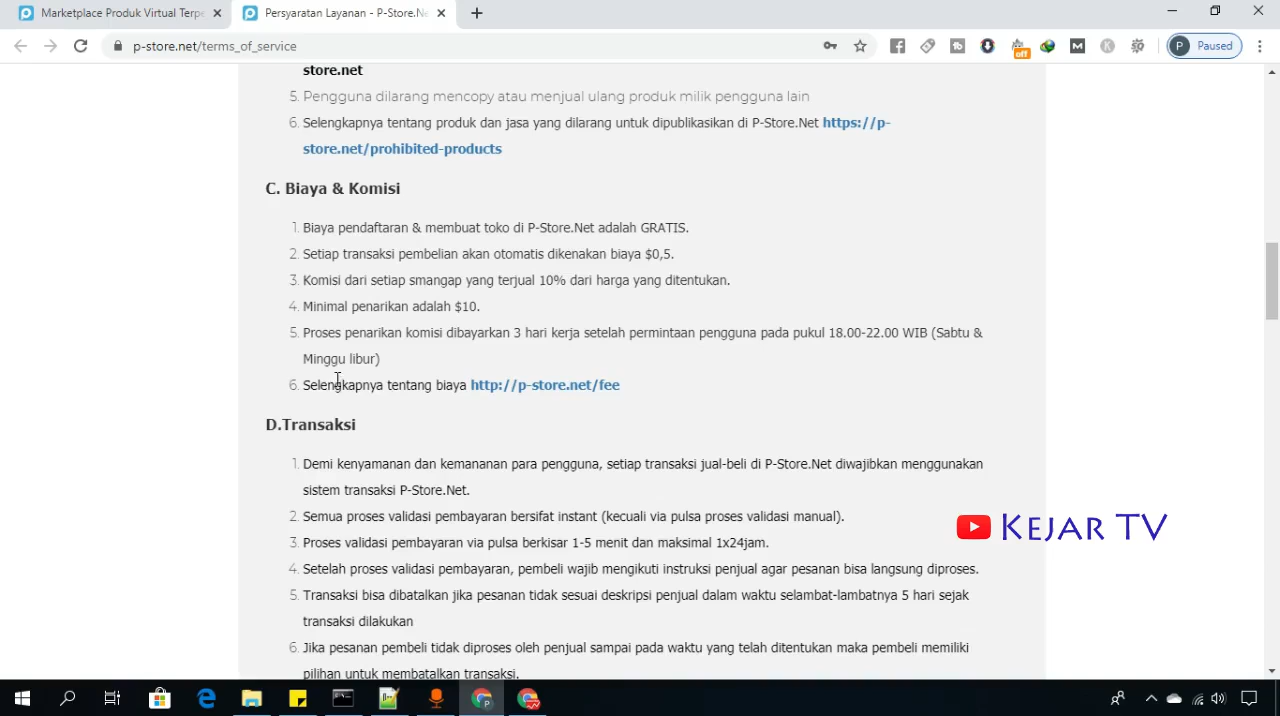 Marketplace Produk Virtual Terpe
Persyaratan Layanan - P-Store.Ne
p-store.net/terms_of_service
off
M
K
P Paused
store.net
5. Pengguna dilarang mencopy atau menjual ulang produk milik pengguna lain
6. Selengkapnya tentang produk dan jasa yang dilarang untuk dipublikasikan di P-Store.Net https://p-
store.net/prohibited-products
C. Biaya & Komisi
1. Biaya pendaftaran & membuat toko di P-Store.Net adalah GRATIS.
2. Setiap transaksi pembelian akan otomatis dikenakan biaya $0,5.
3. Komisi dari setiap smangap yang terjual 10% dari harga yang ditentukan.
4. Minimal penarikan adalah $10.
5. Proses penarikan komisi dibayarkan 3 hari kerja setelah permintaan pengguna pada pukul 18.00-22.00 WIB (Sabtu &
Minggu libur)
6. Selengkapnya tentang biaya http://p-store.net/fee
D.Transaksi
1. Demi kenyamanan dan kemananan para pengguna, setiap transaksi jual-beli di P-Store.Net diwajibkan menggunakan
sistem transaksi P-Store.Net.
2. Semua proses validasi pembayaran bersifat instant (kecuali via pulsa proses validasi manual).
KEJAR TV
3. Proses validasi pembayaran via pulsa berkisar 1-5 menit dan maksimal 1x24jam.
4. Setelah proses validasi pembayaran, pembeli wajib mengikuti instruksi penjual agar pesanan bisa langsung diproses.
5. Transaksi bisa dibatalkan jika pesanan tidak sesuai deskripsi penjual dalam waktu selambat-lambatnya 5 hari sejak
transaksi dilakukan
6. Jika pesanan pembeli tidak diproses oleh penjual sampai pada waktu yang telah ditentukan maka pembeli memiliki
pilihan untuk membatalkan transaksi.